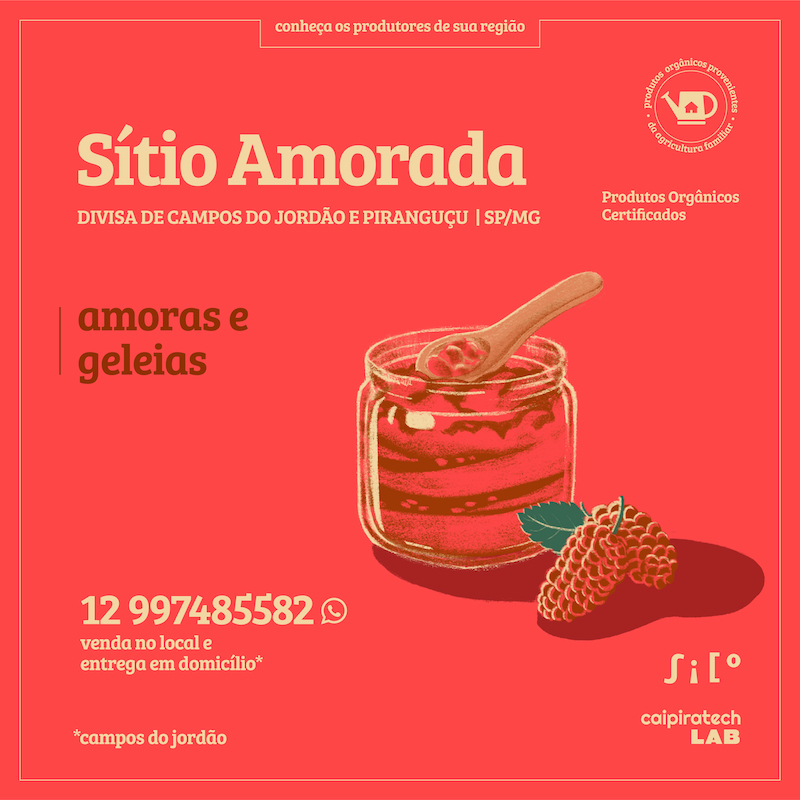 conheça os produtores de sua região
produtos orgânicos provenientes
da agricultura familiar
Sítio Amorada
DIVISA DE CAMPOS DO JORDÃO E PIRANGUÇU | SP/MG
Produtos Orgânicos
Certificados
amoras e
geleias
12 997485582
venda no local e
entrega em domicílio*
*campos do jordão
caipiratech
LAB